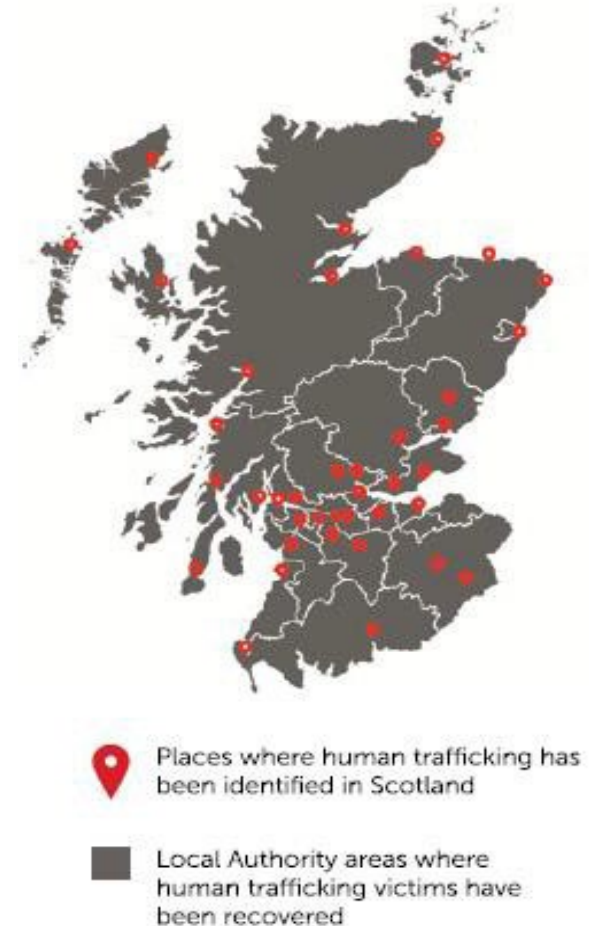 Places where human trafficking has
been identified in Scotland
Local Authority areas where
human trafficking victims have
been recovered